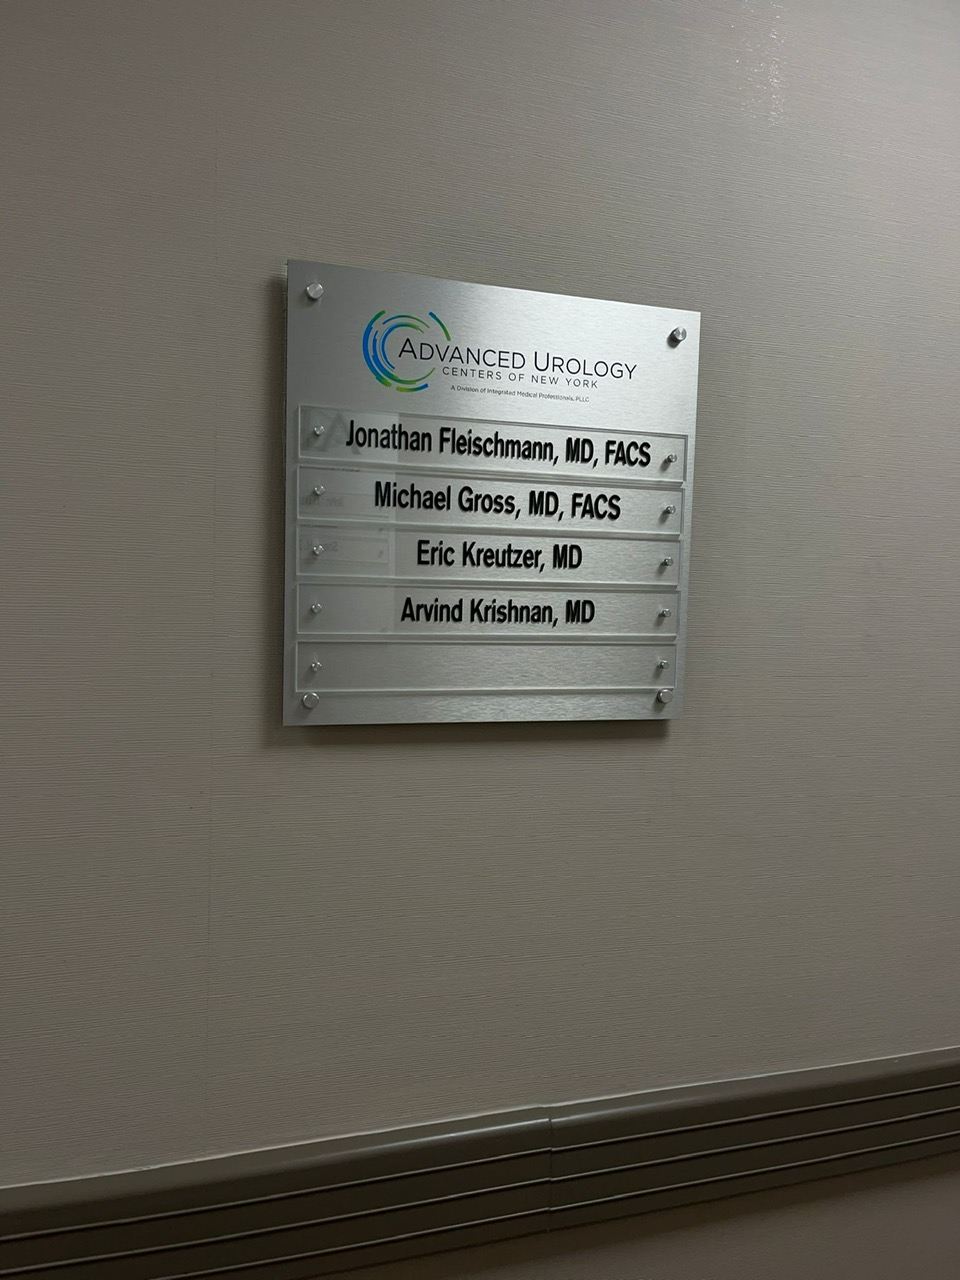 ADVANCED UROLOGY
CENTERS OF NEW YORK
A Division of Integrated Medical Professionals, PLLC
Jonathan Fleischmann, MD, FACS
Michael Gross, MD, FACS
Eric Kreutzer, MD
Arvind Krishnan, MD